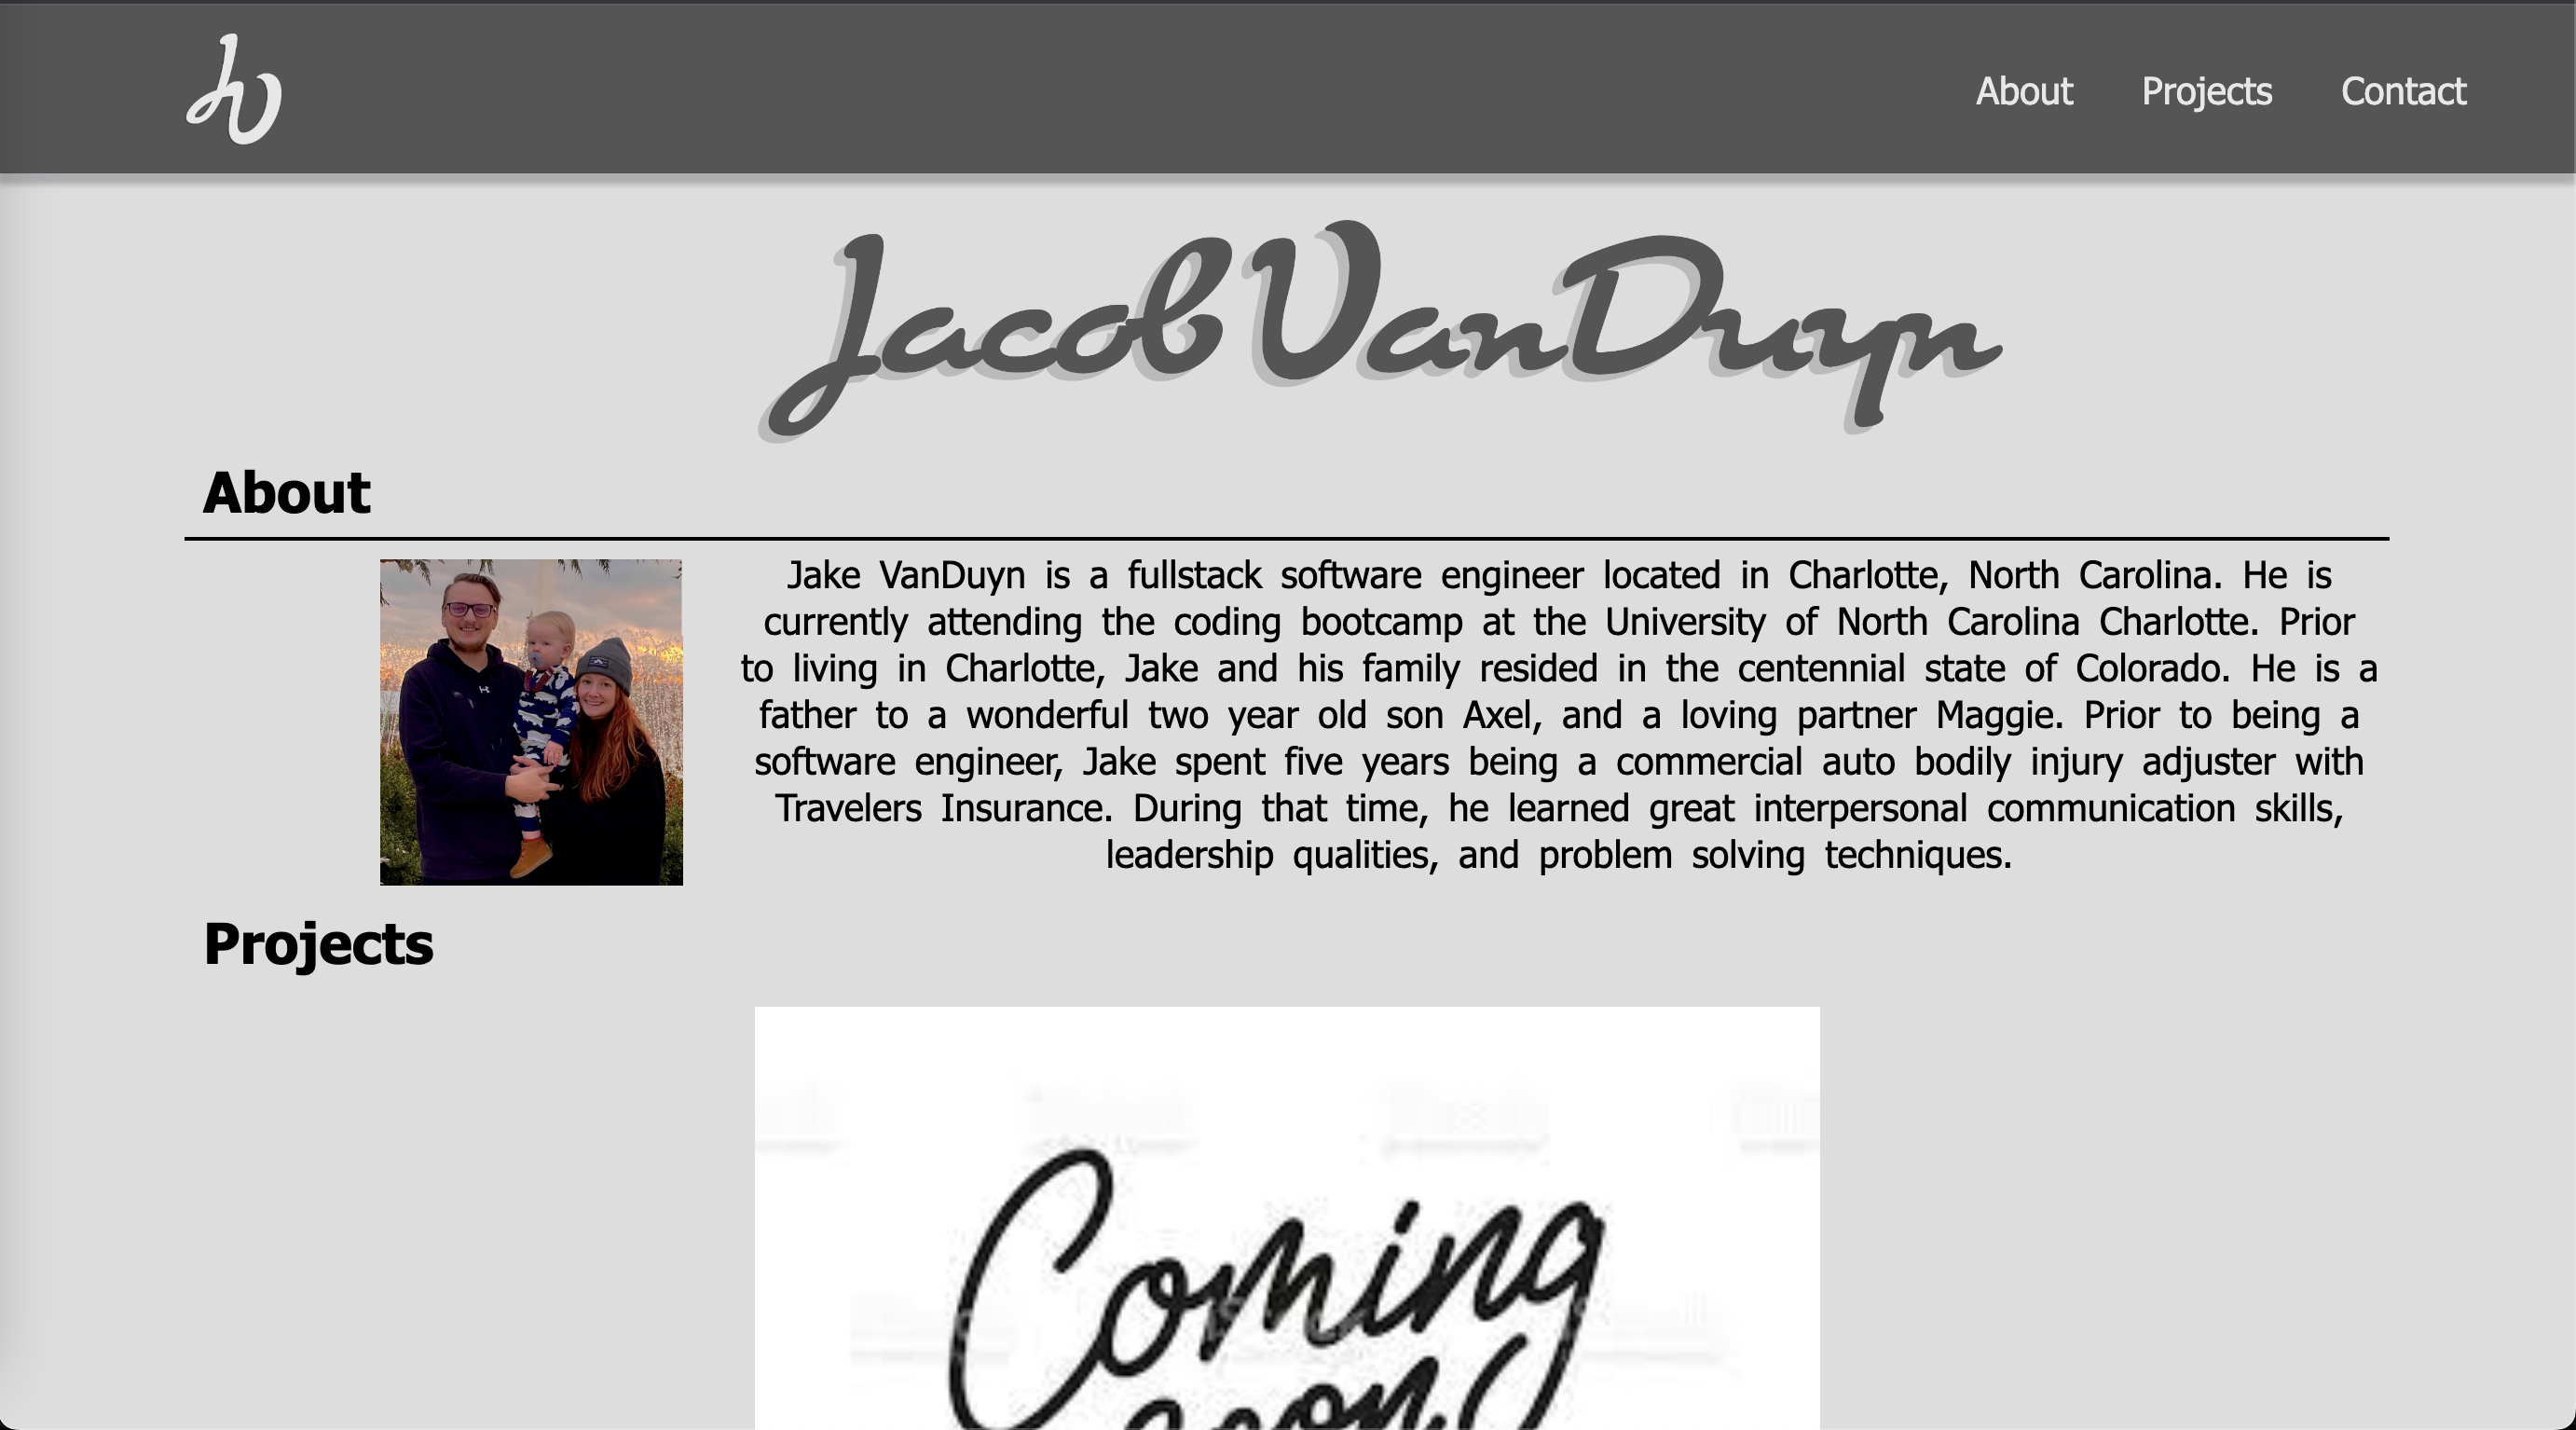 JV
About Projects Contact
Jacob VanDuyn
About
Jake VanDuyn is a fullstack software engineer located in Charlotte, North Carolina. He is
currently attending the coding bootcamp at the University of North Carolina Charlotte. Prior
to living in Charlotte, Jake and his family resided in the centennial state of Colorado. He is a
father to a wonderful two year old son Axel, and a loving partner Maggie. Prior to being a
software engineer, Jake spent five years being a commercial auto bodily injury adjuster with
Travelers Insurance. During that time, he learned great interpersonal communication skills,
leadership qualities, and problem solving techniques.
Projects
Coming
soon